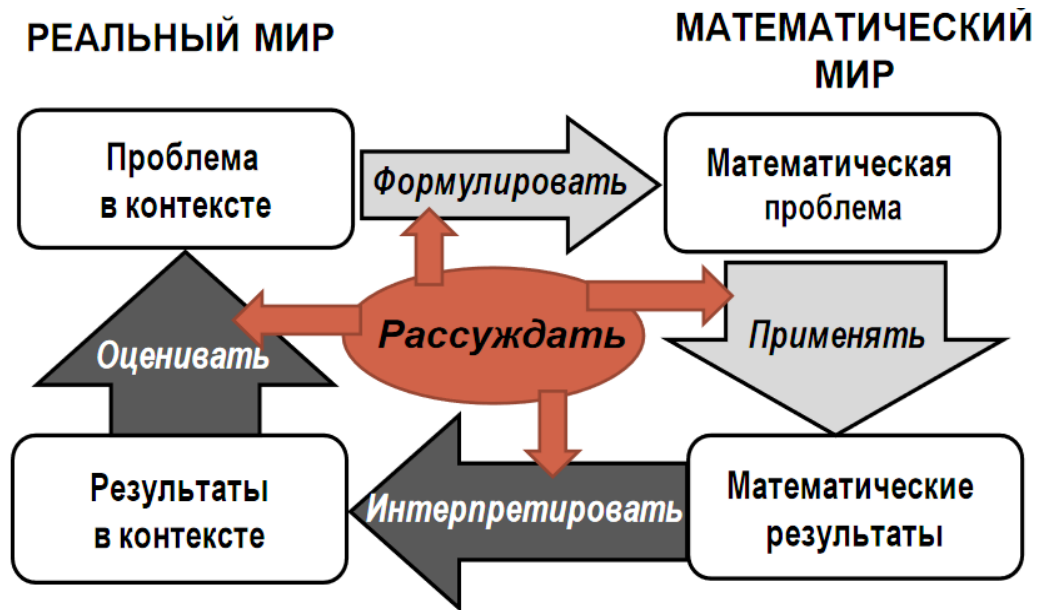 РЕАЛЬНЫЙ МИР
МАТЕМАТИЧЕСКИЙ
МИР
Проблема
в контексте
Формулировать
Математическая
проблема
Рассуждать
Оценивать
Применять
Результаты
в контексте
Интерпретировать
Математические
результаты